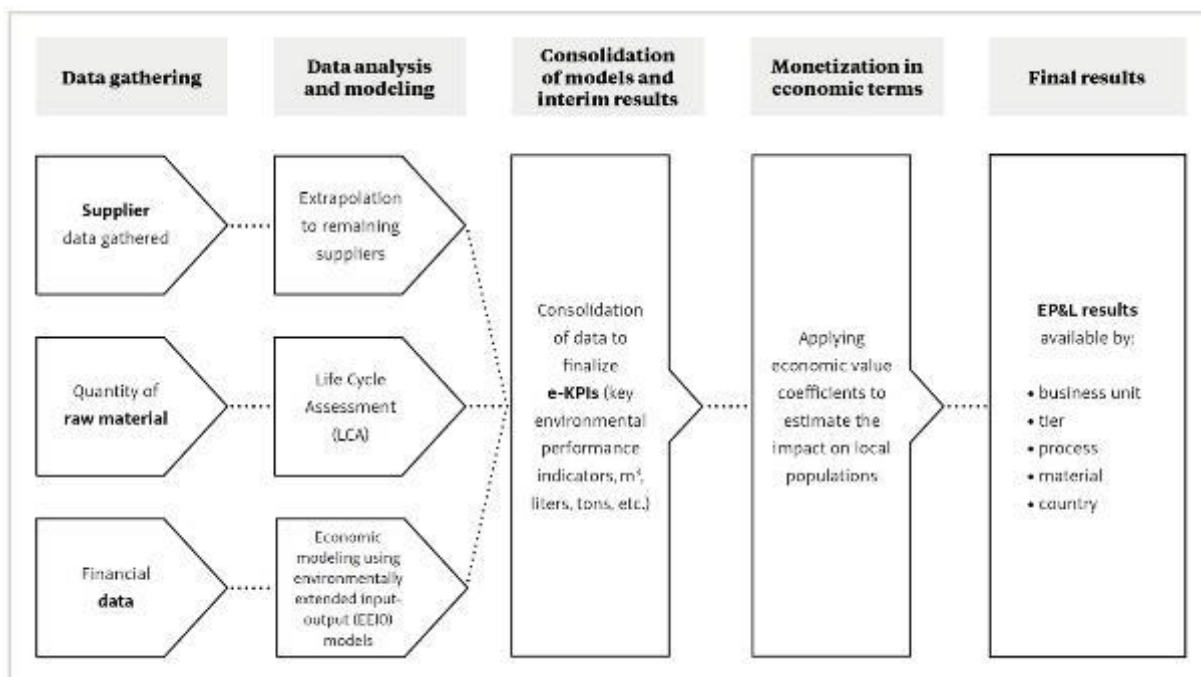 Data gathering
Data analysis
and modeling
Consolidation
of models and
interim results
Monetization in
economic terms
Final results
Supplier
data gathered
Extrapolation
to remaining
suppliers
Quantity of
raw material
Life Cycle
Assessment
(LCA)
Financial
data
Economic
modeling using
environmentally
extended input-
output (EEIO)
models
Consolidation
of data to
finalize
e-KPIs (key
environmental
performance
indicators, m³,
liters, tons, etc.)
Applying
economic value
coefficients to
estimate the
impact on local
populations
EP&L results
available by:
• business unit
• tier
• process
• material
• country